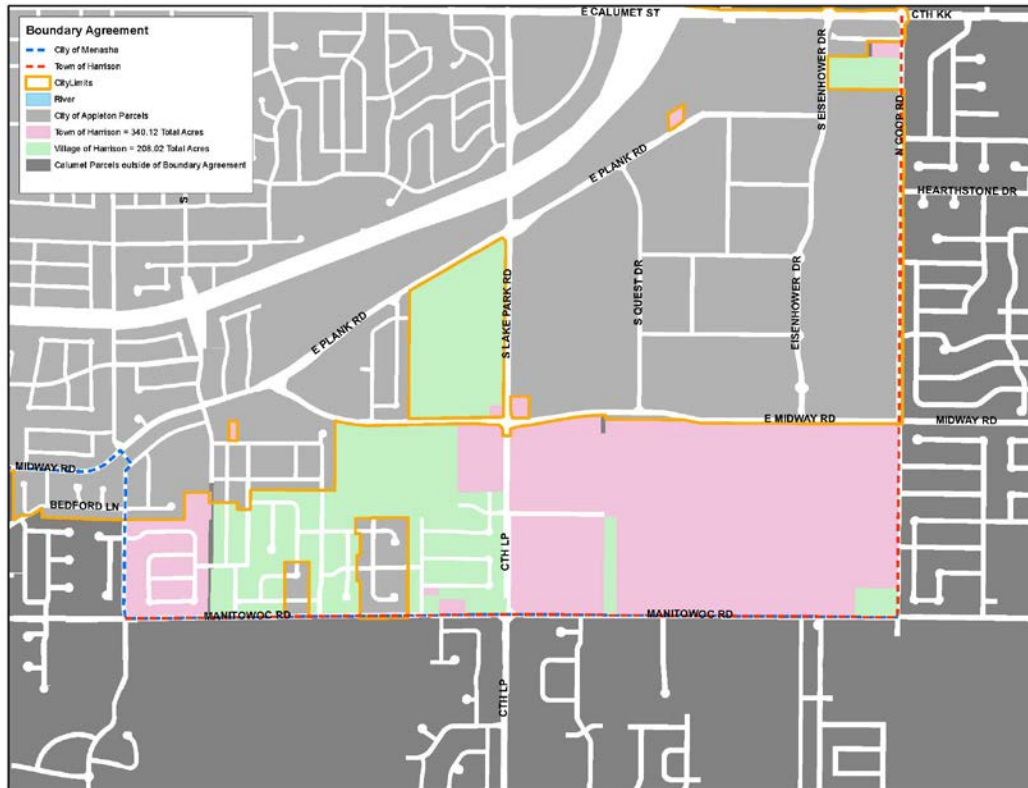 E CALUMET ST
CTH KK
Boundary Agreement
City of Menasha
Town of Harrison
CityLimits
River
City of Appleton Parcels
Town of Harrison = 340.12 Total Acres
Village of Harrison = 208.02 Total Acres
Calumet Parcels outside of Boundary Agreement
S
S EISENHOWER DR
N COOP RD
E PLANK RD
HEARTHSTONE DR
S LAKE PARK RD
S QUEST DR
EISENHOWER DR
E PLANK RD
E MIDWAY RD
MIDWAY RD
MIDWAY RD
BEDFORD LN
CTH LP
MANITOWOC RD
MANITOWOC RD
CTH LP